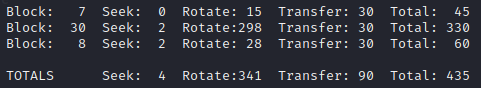 Block:   7  Seek:  0  Rotate: 15  Transfer: 30  Total:  45
Block:  30  Seek:  2  Rotate:298  Transfer: 30  Total: 330
Block:   8  Seek:  2  Rotate: 28  Transfer: 30  Total:  60
TOTALS      Seek:  4  Rotate:341  Transfer: 90  Total: 435